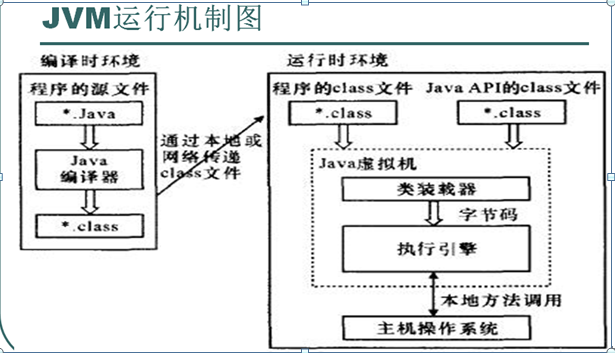 JVM运行机制图
编译时环境
程序的源文件
*.Java
Java
编译器
*.class
通过本地或
网络传递
class文件
运行时环境
程序的class文件
Java API的class文件
*.class
*.class
Java虚拟机
类装载器
字节码
执行引擎
本地方法调用
主机操作系统